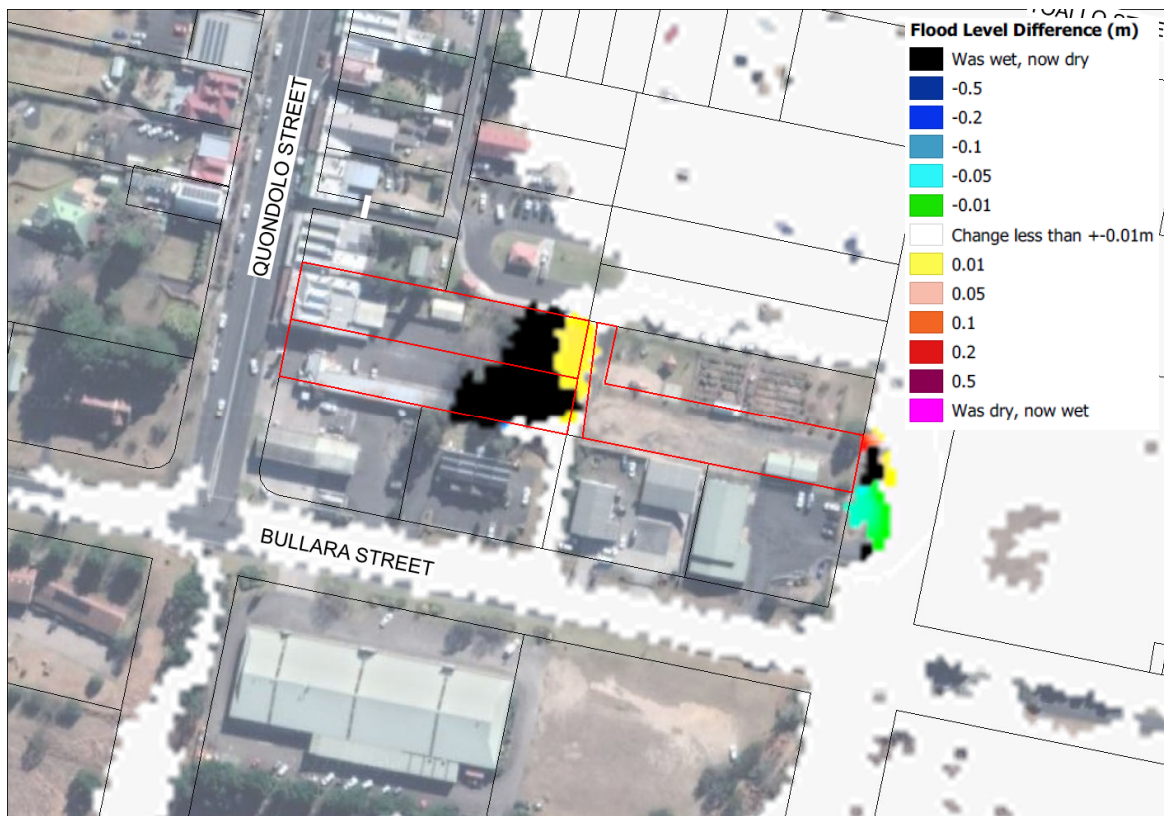 Flood Level Difference (m)
Was wet, now dry
-0.5
-0.2
-0.1
-0.05
-0.01
Change less than +-0.01m
0.01
0.05
0.1
0.2
0.5
Was dry, now wet
QUONDOLO STREET
BULLARA STREET